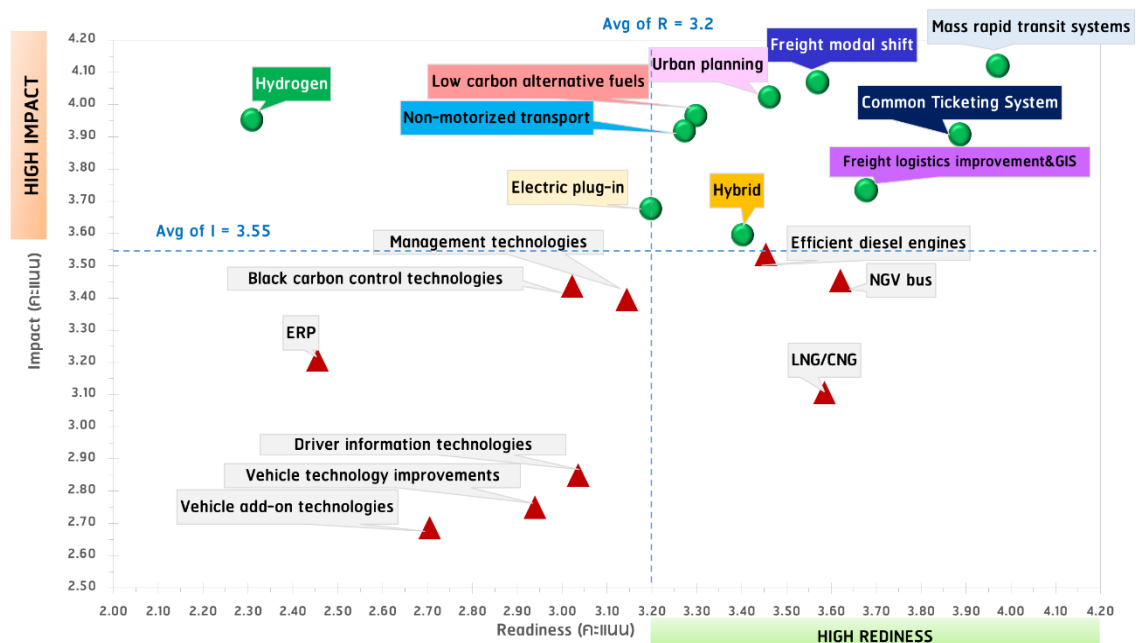 Avg of R = 3.2
Mass rapid transit systems
Freight modal shift
Urban planning
Low carbon alternative fuels
Hydrogen
Common Ticketing System
Non-motorized transport
Freight logistics improvement&GIS
Electric plug-in
Hybrid
Avg of I = 3.55
Management technologies
Efficient diesel engines
Black carbon control technologies
NGV bus
ERP
LNG/CNG
Driver information technologies
Vehicle technology improvements
Vehicle add-on technologies
HIGH IMPACT
Impact (คะแนน)
4.20
4.10
4.00
3.90
3.80
3.70
3.60
3.50
3.40
3.30
3.20
3.10
3.00
2.90
2.80
2.70
2.60
2.50
2.00 2.10 2.20 2.30 2.40 2.50 2.60 2.70 2.80 2.90 3.00 3.10 3.20 3.30 3.40 3.50 3.60 3.70 3.80 3.90 4.00 4.10 4.20
Readiness (คะแนน)
HIGH REDINESS